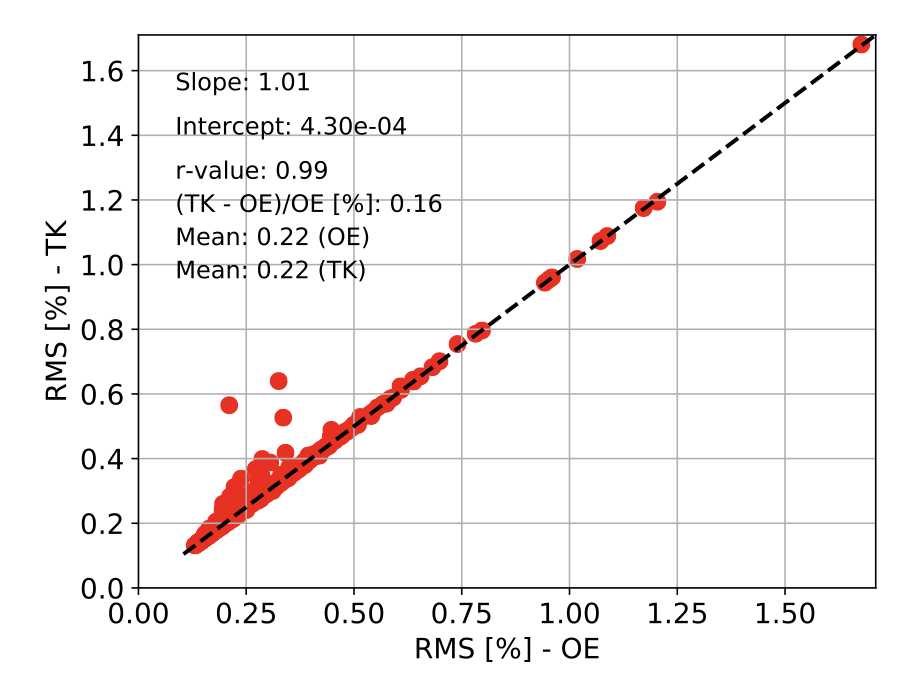 1.6
1.4
1.2
1.0
0.8
0.6
0.4
0.2
0.0
RMS [%] - TK
Slope: 1.01
Intercept: 4.30e-04
r-value: 0.99
(TK - OE)/OE [%]: 0.16
Mean: 0.22 (OE)
Mean: 0.22 (TK)
0.00 0.25 0.50 0.75 1.00 1.25 1.50
RMS [%] - OE